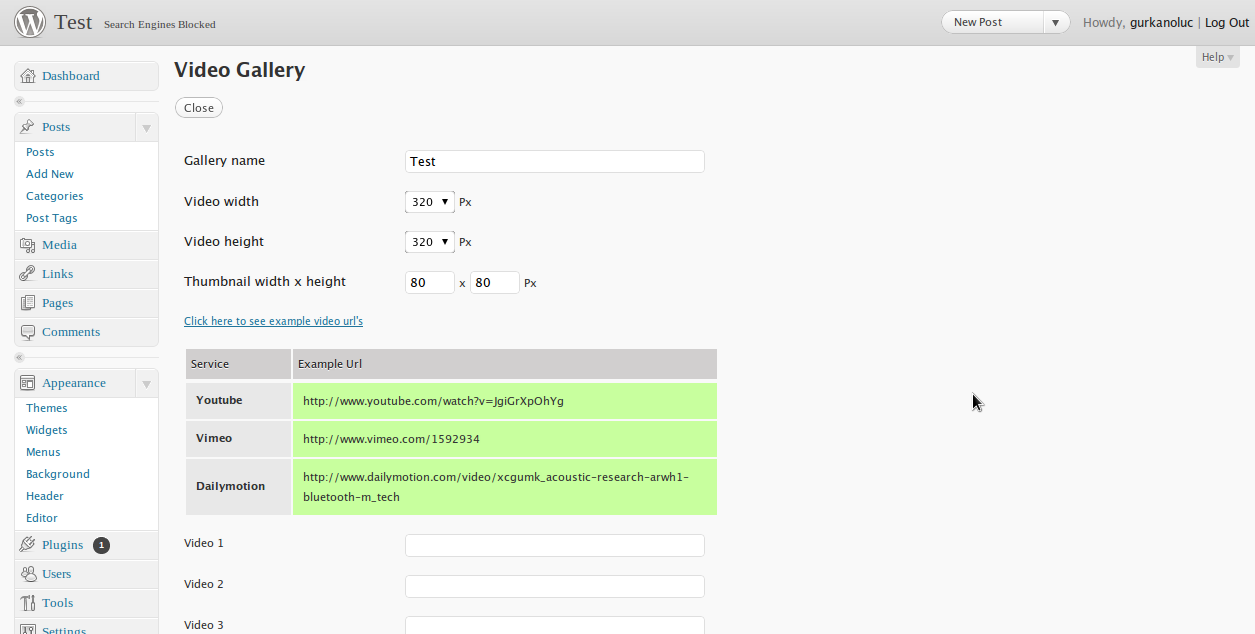 Test Search Engines Blocked
New Post
Howdy, gurkanoluc | Log Out
Help
Dashboard
Posts
Posts
Add New
Categories
Post Tags
Media
Links
Pages
Comments
Appearance
Themes
Widgets
Menus
Background
Header
Editor
Plugins 1
Users
Tools
Settings
Video Gallery
Close
Gallery name Test
Video width 320 Px
Video height 320 Px
Thumbnail width x height 80 x 80 Px
Click here to see example video url's
Service Example Url
Youtube http://www.youtube.com/watch?v=JgiGrXpOhYg
Vimeo http://www.vimeo.com/1592934
Dailymotion http://www.dailymotion.com/video/xcgumk_acoustic-research-arwh1-
bluetooth-m_tech
Video 1
Video 2
Video 3